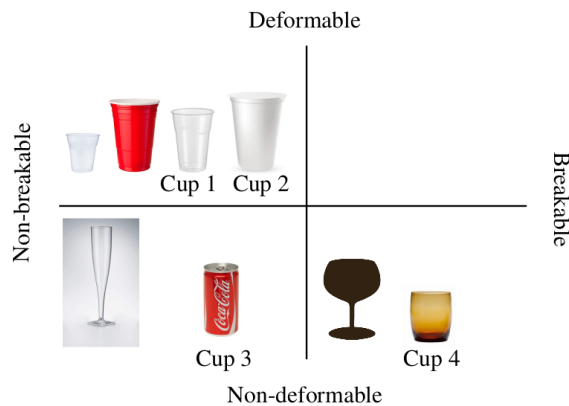 Deformable
Non-breakable
Breakable
Cup 1
Cup 2
Coca-Cola
Cup 3
Cup 4
Non-deformable